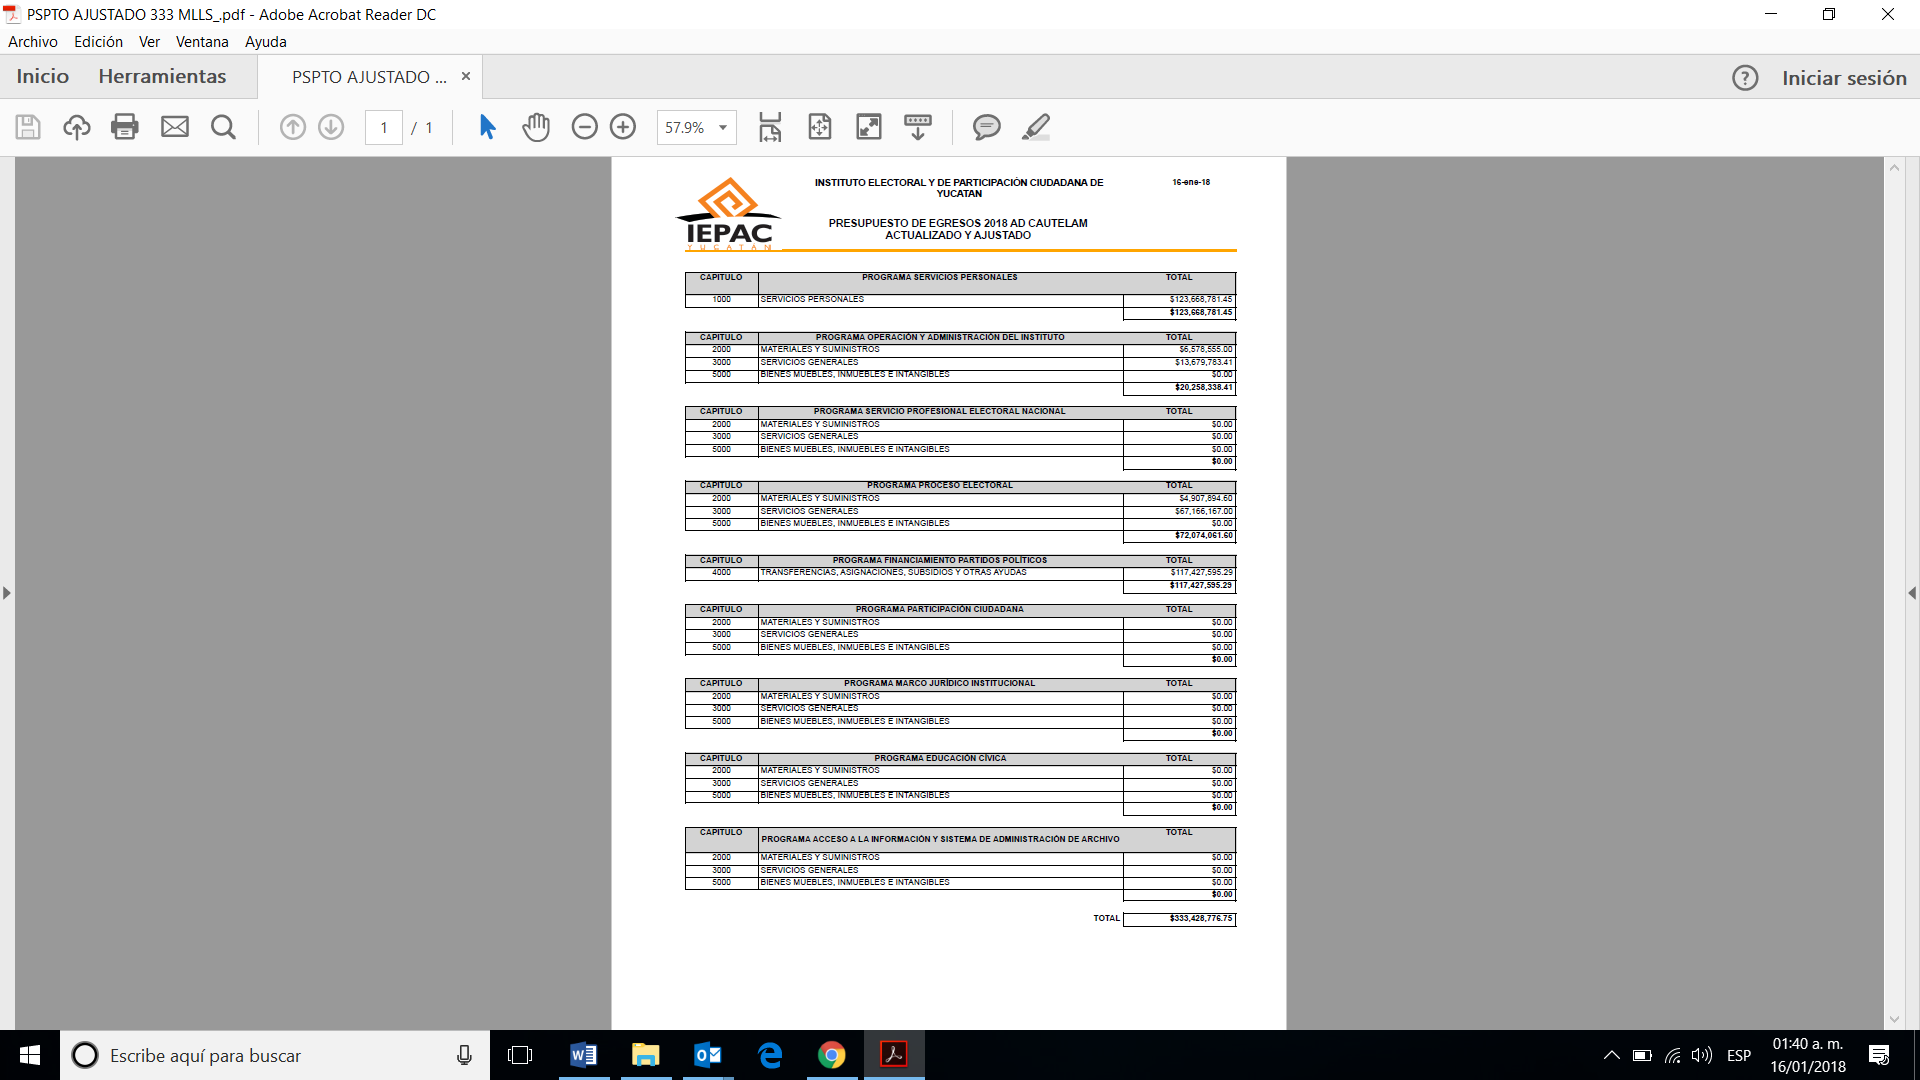 PSPTO AJUSTADO 333 MLLS_.pdf - Adobe Acrobat Reader DC
Archivo Edición Ver Ventana Ayuda
Inicio Herramientas PSPTO AJUSTADO ... × ? Iniciar sesión
1 / 1 57.9%
INSTITUTO ELECTORAL Y DE PARTICIPACIÓN CIUDADANA DE
YUCATAN
16-ene-18
PRESUPUESTO DE EGRESOS 2018 AD CAUTELAM
ACTUALIZADO Y AJUSTADO
IEPAC
YUCATAN
CAPITULO PROGRAMA SERVICIOS PERSONALES TOTAL
1000 SERVICIOS PERSONALES $123,668,781.45
$123,668,781.45
CAPITULO PROGRAMA OPERACIÓN Y ADMINISTRACIÓN DEL INSTITUTO TOTAL
2000 MATERIALES Y SUMINISTROS $6,578,555.00
3000 SERVICIOS GENERALES $13,679,783.41
5000 BIENES MUEBLES, INMUEBLES E INTANGIBLES $0.00
$20,258,338.41
CAPITULO PROGRAMA SERVICIO PROFESIONAL ELECTORAL NACIONAL TOTAL
2000 MATERIALES Y SUMINISTROS $0.00
3000 SERVICIOS GENERALES $0.00
5000 BIENES MUEBLES, INMUEBLES E INTANGIBLES $0.00
$0.00
CAPITULO PROGRAMA PROCESO ELECTORAL TOTAL
2000 MATERIALES Y SUMINISTROS $4,907,894.60
3000 SERVICIOS GENERALES $67,166,167.00
5000 BIENES MUEBLES, INMUEBLES E INTANGIBLES $0.00
$72,074,061.60
CAPITULO PROGRAMA FINANCIAMIENTO PARTIDOS POLÍTICOS TOTAL
4000 TRANSFERENCIAS, ASIGNACIONES, SUBSIDIOS Y OTRAS AYUDAS $117,427,595.29
$117,427,595.29
CAPITULO PROGRAMA PARTICIPACIÓN CIUDADANA TOTAL
2000 MATERIALES Y SUMINISTROS $0.00
3000 SERVICIOS GENERALES $0.00
5000 BIENES MUEBLES, INMUEBLES E INTANGIBLES $0.00
$0.00
CAPITULO PROGRAMA MARCO JURÍDICO INSTITUCIONAL TOTAL
2000 MATERIALES Y SUMINISTROS $0.00
3000 SERVICIOS GENERALES $0.00
5000 BIENES MUEBLES, INMUEBLES E INTANGIBLES $0.00
$0.00
CAPITULO PROGRAMA EDUCACIÓN CÍVICA TOTAL
2000 MATERIALES Y SUMINISTROS $0.00
3000 SERVICIOS GENERALES $0.00
5000 BIENES MUEBLES, INMUEBLES E INTANGIBLES $0.00
$0.00
CAPITULO PROGRAMA ACCESO A LA INFORMACIÓN Y SISTEMA DE ADMINISTRACIÓN DE ARCHIVO TOTAL
2000 MATERIALES Y SUMINISTROS $0.00
3000 SERVICIOS GENERALES $0.00
5000 BIENES MUEBLES, INMUEBLES E INTANGIBLES $0.00
$0.00
TOTAL $333,428,776.75
Escribe aquí para buscar ESP 01:40 a. m.
16/01/2018